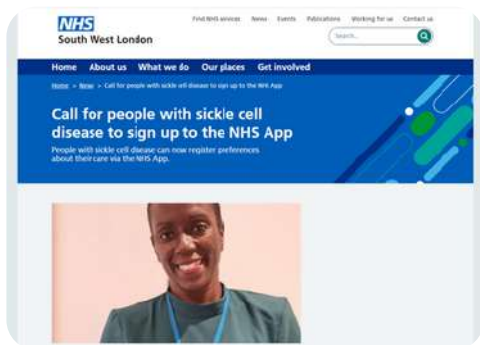 NHS
South West London
Find NHS services News Events Publications Working for us Contact us
Search...
Home About us What we do Our places Get involved
Home > News > Call for people with sickle cell disease to sign up to the NHS App
Call for people with sickle cell
disease to sign up to the NHS App
People with sickle cell disease can now register preferences
about their care via the NHS App.